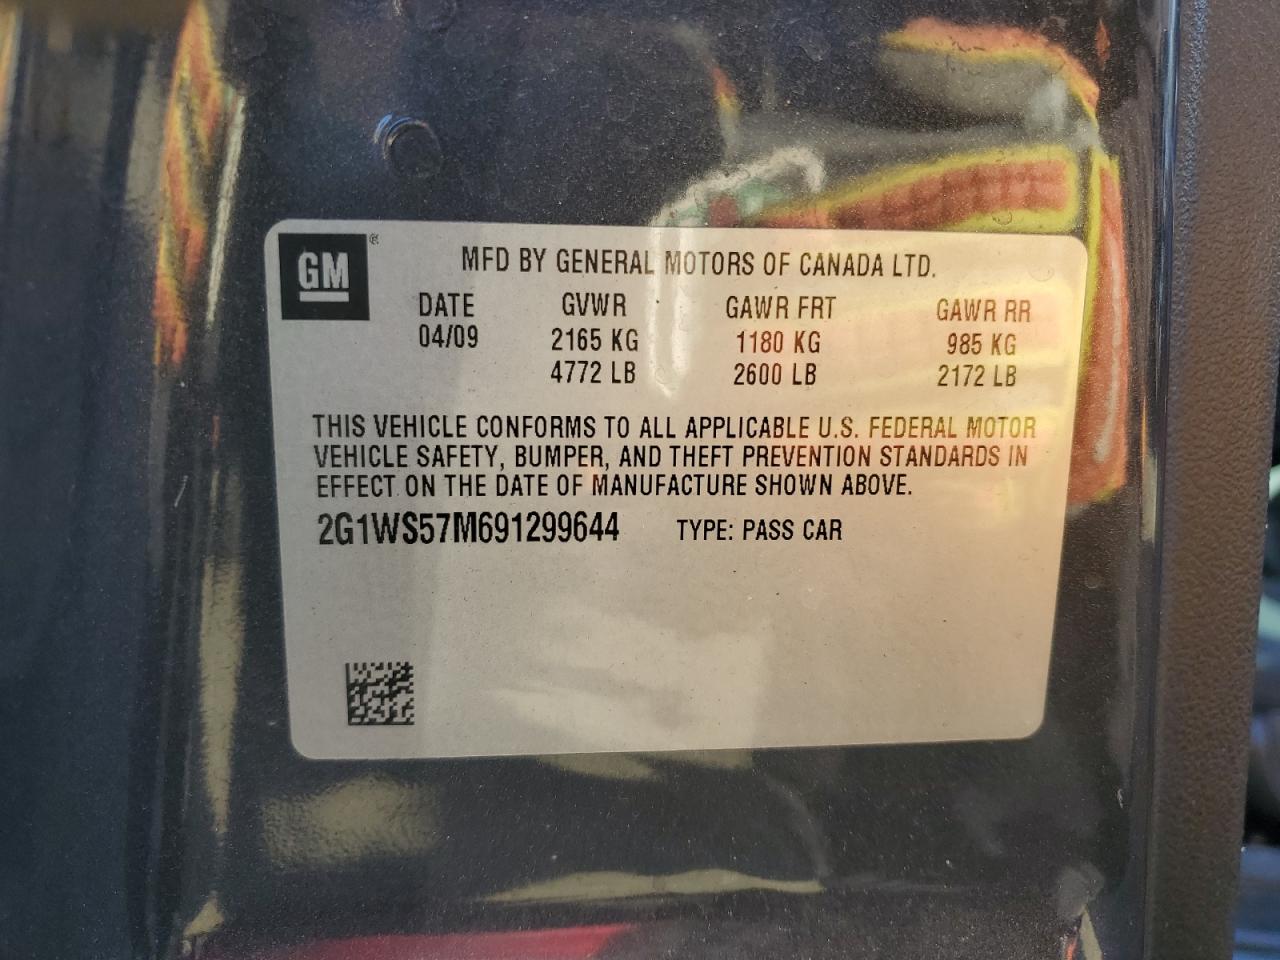 GM®
MFD BY GENERAL MOTORS OF CANADA LTD.
DATE GVWR GAWR FRT GAWR RR
04/09 2165 KG 1180 KG 985 KG
4772 LB 2600 LB 2172 LB
THIS VEHICLE CONFORMS TO ALL APPLICABLE U.S. FEDERAL MOTOR
VEHICLE SAFETY, BUMPER, AND THEFT PREVENTION STANDARDS IN
EFFECT ON THE DATE OF MANUFACTURE SHOWN ABOVE.
2G1WS57M691299644 TYPE: PASS CAR